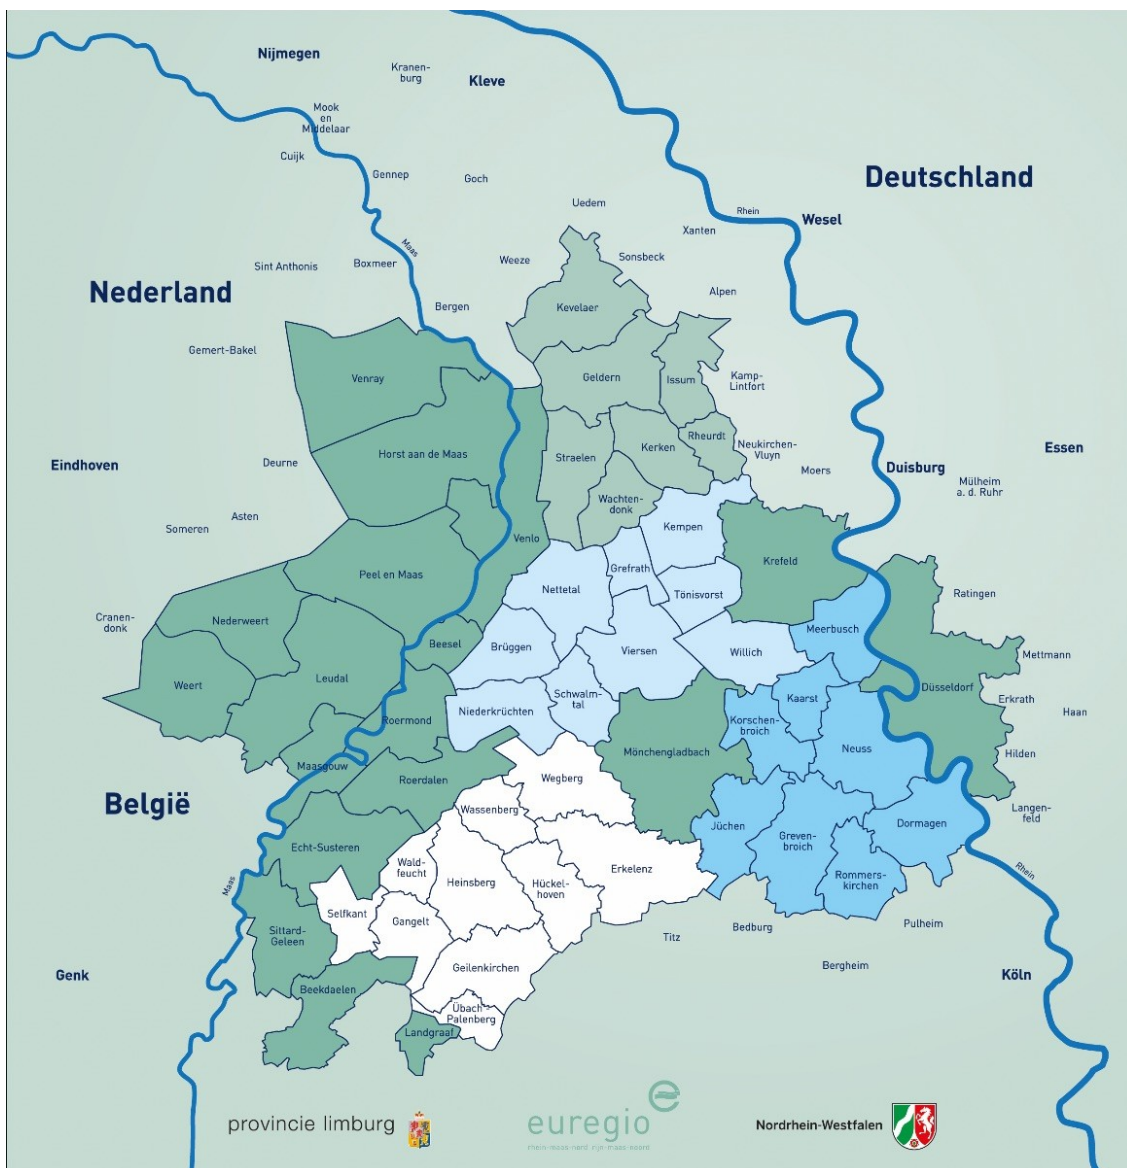 Nijmegen
Kranen-
burg
Kleve
Mook
en
Middelaar
Cuijk
Gennep
Goch
Deutschland
Uedem
Rhein
Wesel
Xanten
Maas
Sint Anthonis
Boxmeer
Weeze
Sonsbeck
Nederland
Alpen
Bergen
Kevelaer
Gemert-Bakel
Venray
Geldern
Issum
Kamp-
Lintfort
Rheurdt
Neukirchen-
Vluyn
Essen
Eindhoven
Deurne
Horst aan de Maas
Straelen
Kerken
Moers
Duisburg
Mülheim
a. d. Ruhr
Wachten-
donk
Asten
Someren
Kempen
Venlo
Krefeld
Peel en Maas
Grefrath
Nettetal
Tönisvorst
Ratingen
Cranen-
donk
Nederweert
Meerbusch
Beesel
Brüggen
Viersen
Willich
Mettmann
Weert
Leudal
Düsseldorf
Schwalm-
tal
Kaarst
Erkrath
Haan
Niederkrüchten
Roermond
Korschen-
broich
Neuss
Mönchengladbach
Hilden
Maasgouw
Roerdalen
Wegberg
België
Wassenberg
Langen-
feld
Jüchen
Dormagen
Greven-
broich
Echt-Susteren
Wald-
feucht
Heinsberg
Hückel-
hoven
Erkelenz
Rommers-
kirchen
Rhein
Maas
Selfkant
Gangelt
Sittard-
Geleen
Titz
Bedburg
Pulheim
Genk
Geilenkirchen
Bergheim
Köln
Beekdaelen
Übach-
Palenberg
Landgraaf
provincie limburg
euregio
rhein-maas-nord rijn-maas-noord
Nordrhein-Westfalen